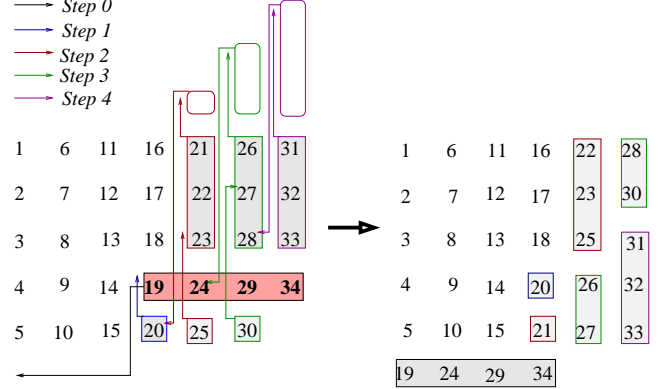 Step 0
Step 1
Step 2
Step 3
Step 4
1 6 11 16 21 26 31
2 7 12 17 22 27 32
3 8 13 18 23 28 33
4 9 14 19 24 29 34
5 10 15 20 25 30
1 6 11 16 22 28
2 7 12 17 23 30
3 8 13 18 25 31
4 9 14 20 26 32
5 10 15 21 27 33
19 24 29 34